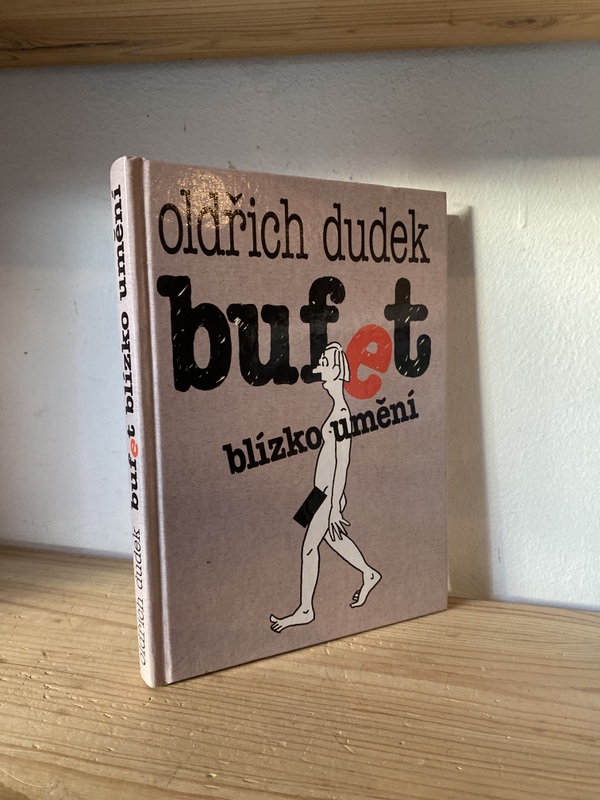 oldřich dudek
bufet
blízko umění
oldřich dudek bufet blízko umění